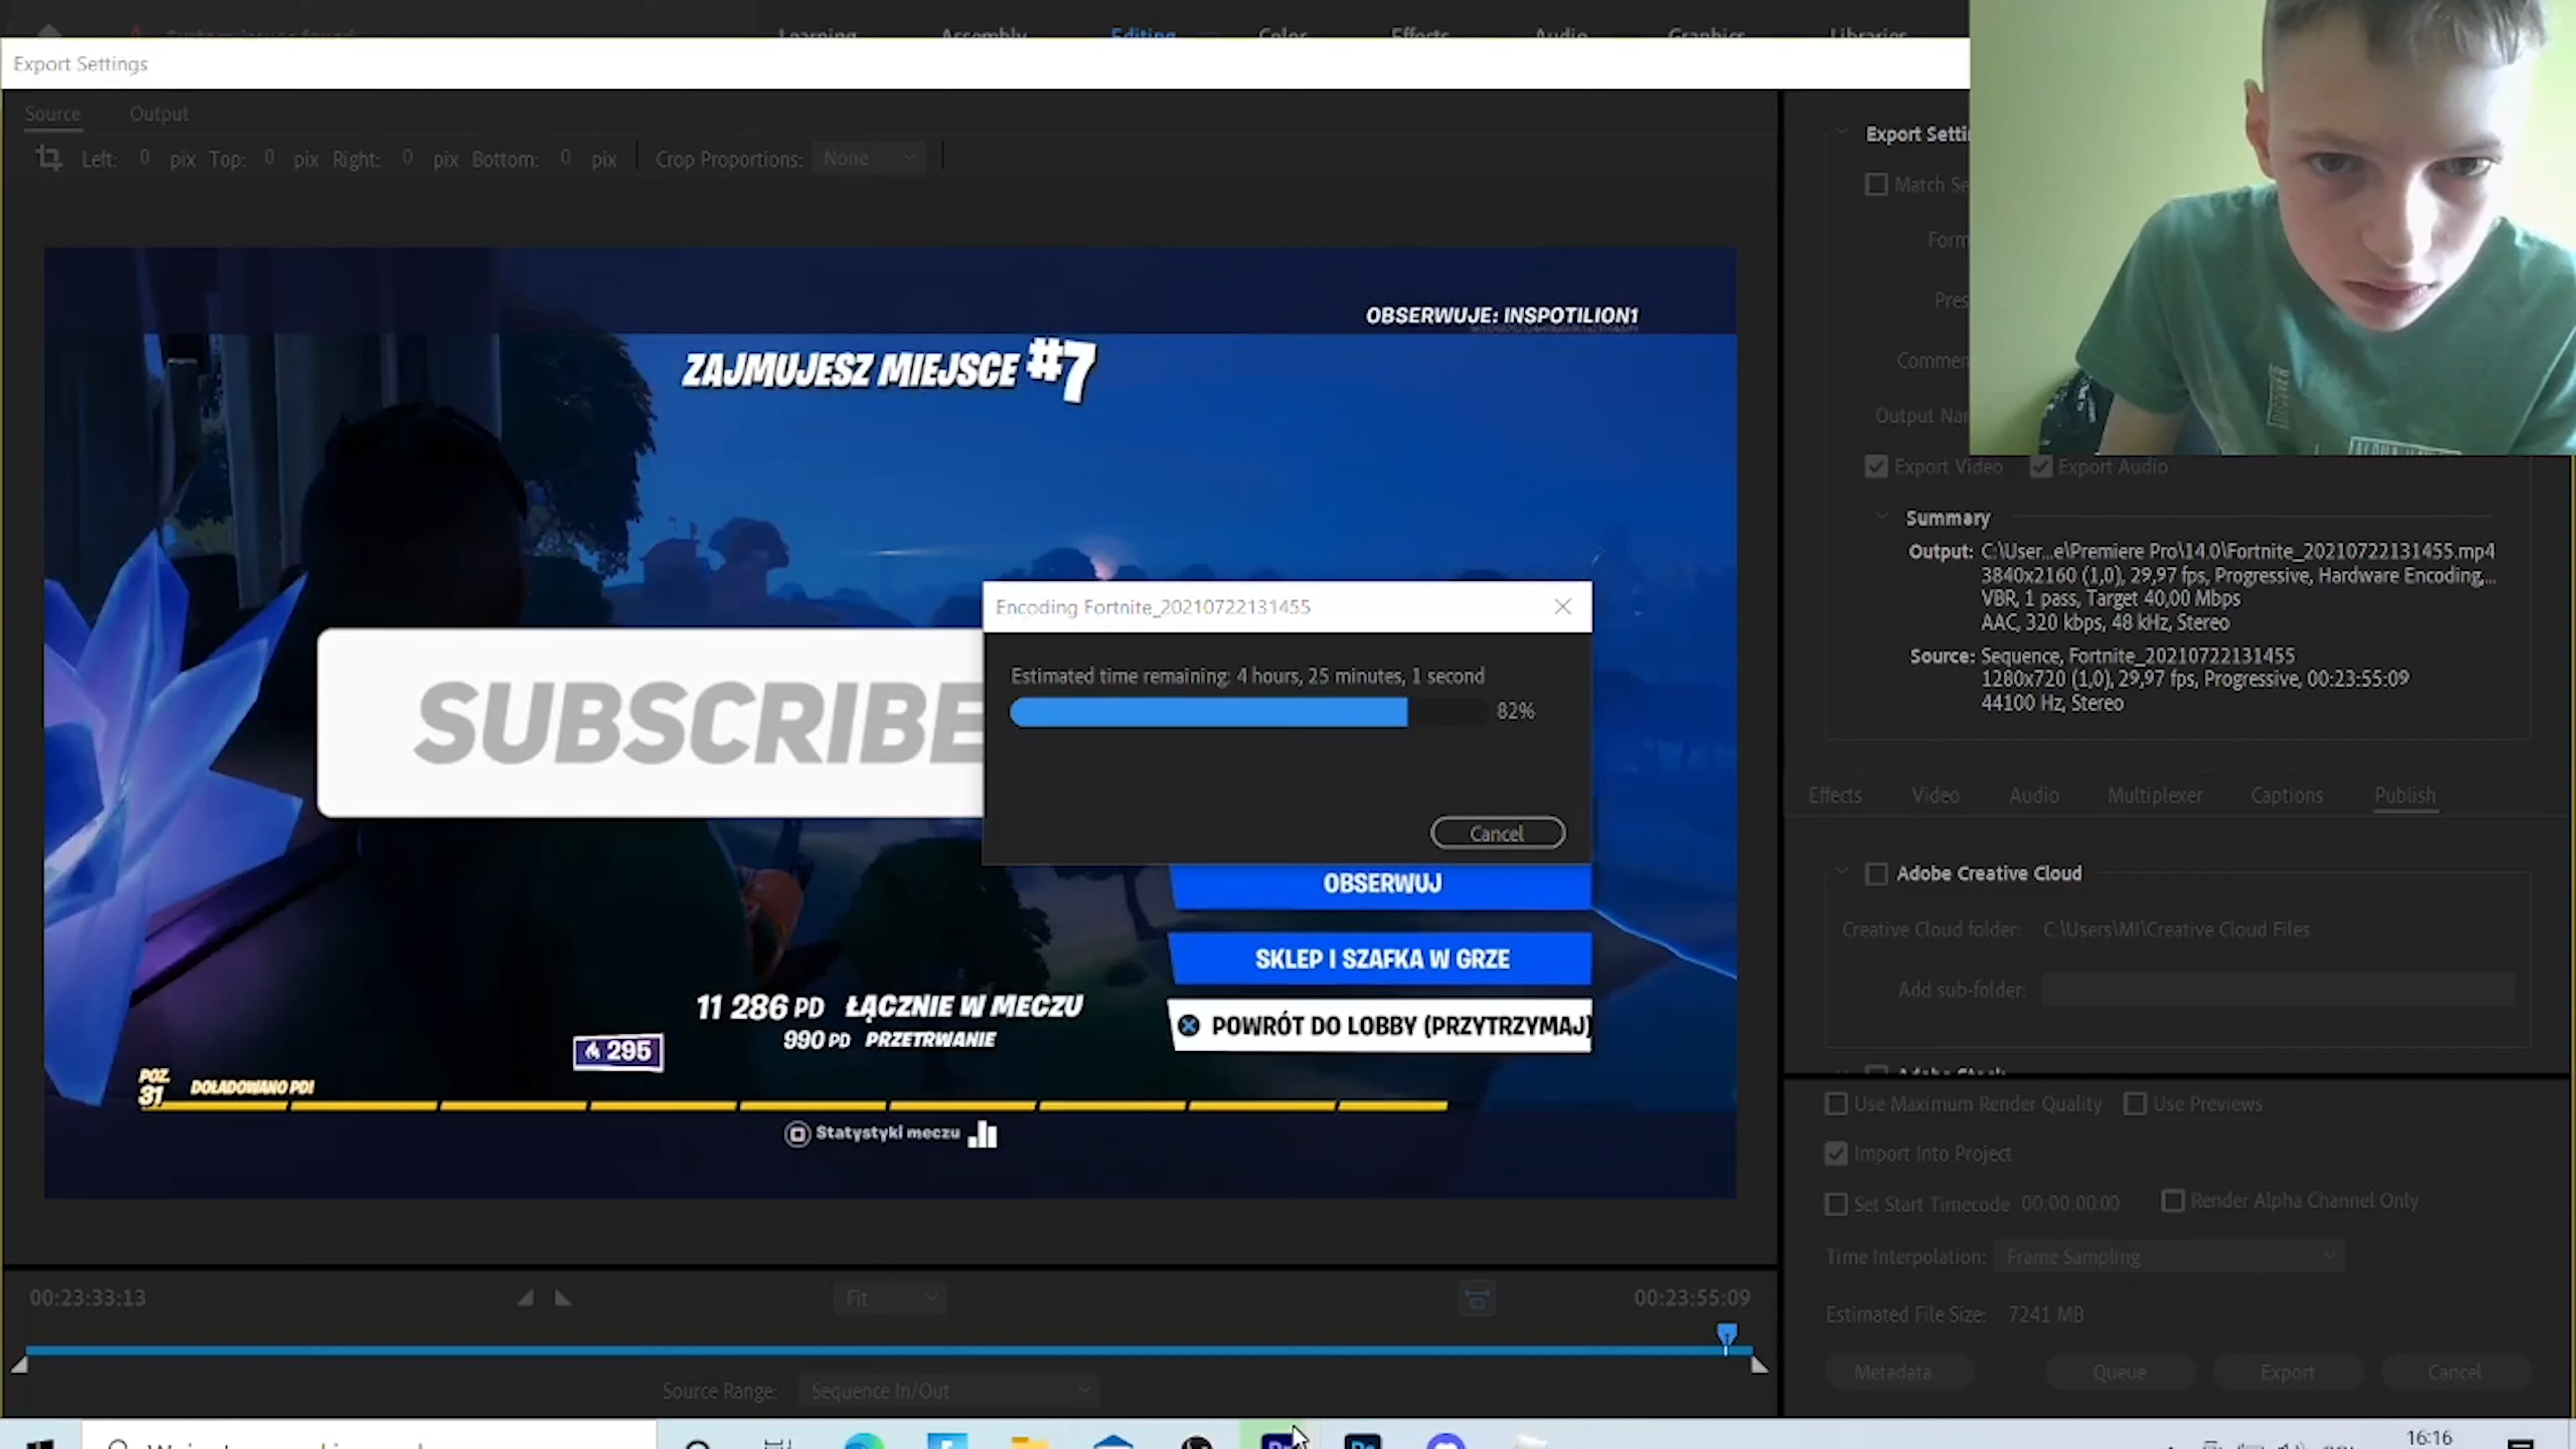 Learning Assembly Editing Color Effects Audio Graphics Libraries
Export Settings
Source Output
Left: 0 pix Top: 0 pix Right: 0 pix Bottom: 0 pix Crop Proportions: None
OBSERWUJE: INSPOTILION1
ZAJMUJESZ MIEJSCE #7
SUBSCRIBE
Encoding Fortnite_20210722131455
Estimated time remaining: 4 hours, 25 minutes, 1 second
82%
Cancel
OBSERWUJ
SKLEP I SZAFKA W GRZE
POWRÓT DO LOBBY (PRZYTRZYMAJ)
11 286 PD ŁĄCZNIE W MECZU
990 PD PRZETRWANIE
295
POZ.
31 DOŁADOWANO PD!
Statystyki meczu
00:23:33:13 Fit 00:23:55:09
Source Range: Sequence In/Out
Export Setti
Match Se
Form
Pres
Commen
Output Na
Export Video Export Audio
Summary
Output: C:\User...e\Premiere Pro\14.0\Fortnite_20210722131455.mp4
3840x2160 (1,0), 29,97 fps, Progressive, Hardware Encoding,...
VBR, 1 pass, Target 40,00 Mbps
AAC, 320 kbps, 48 kHz, Stereo
Source: Sequence, Fortnite_20210722131455
1280x720 (1,0), 29,97 fps, Progressive, 00:23:55:09
44100 Hz, Stereo
Effects Video Audio Multiplexer Captions Publish
Adobe Creative Cloud
Creative Cloud folder: C:\Users\MI\Creative Cloud Files
Add sub-folder:
Adobe Stock
Use Maximum Render Quality Use Previews
Import Into Project
Set Start Timecode 00:00:00:00 Render Alpha Channel Only
Time Interpolation: Frame Sampling
Estimated File Size: 7241 MB
Metadata Queue Export Cancel
16:16